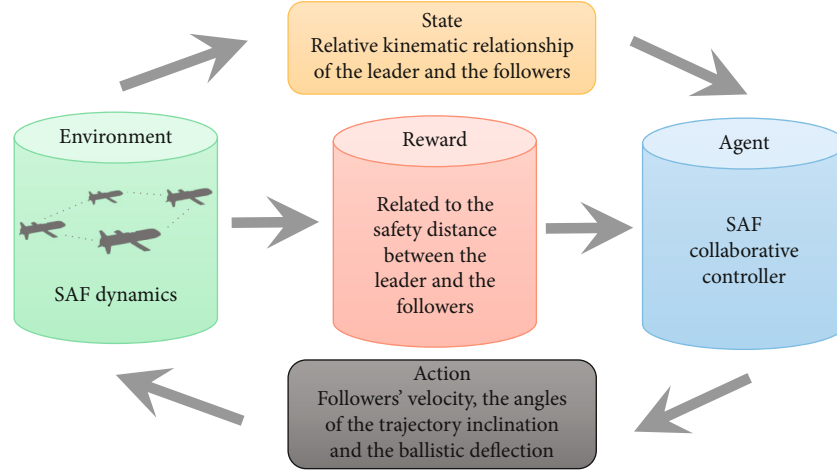 State
Relative kinematic relationship
of the leader and the followers
Environment
SAF dynamics
Reward
Related to the
safety distance
between the
leader and the
followers
Agent
SAF
collaborative
controller
Action
Followers' velocity, the angles
of the trajectory inclination
and the ballistic deflection